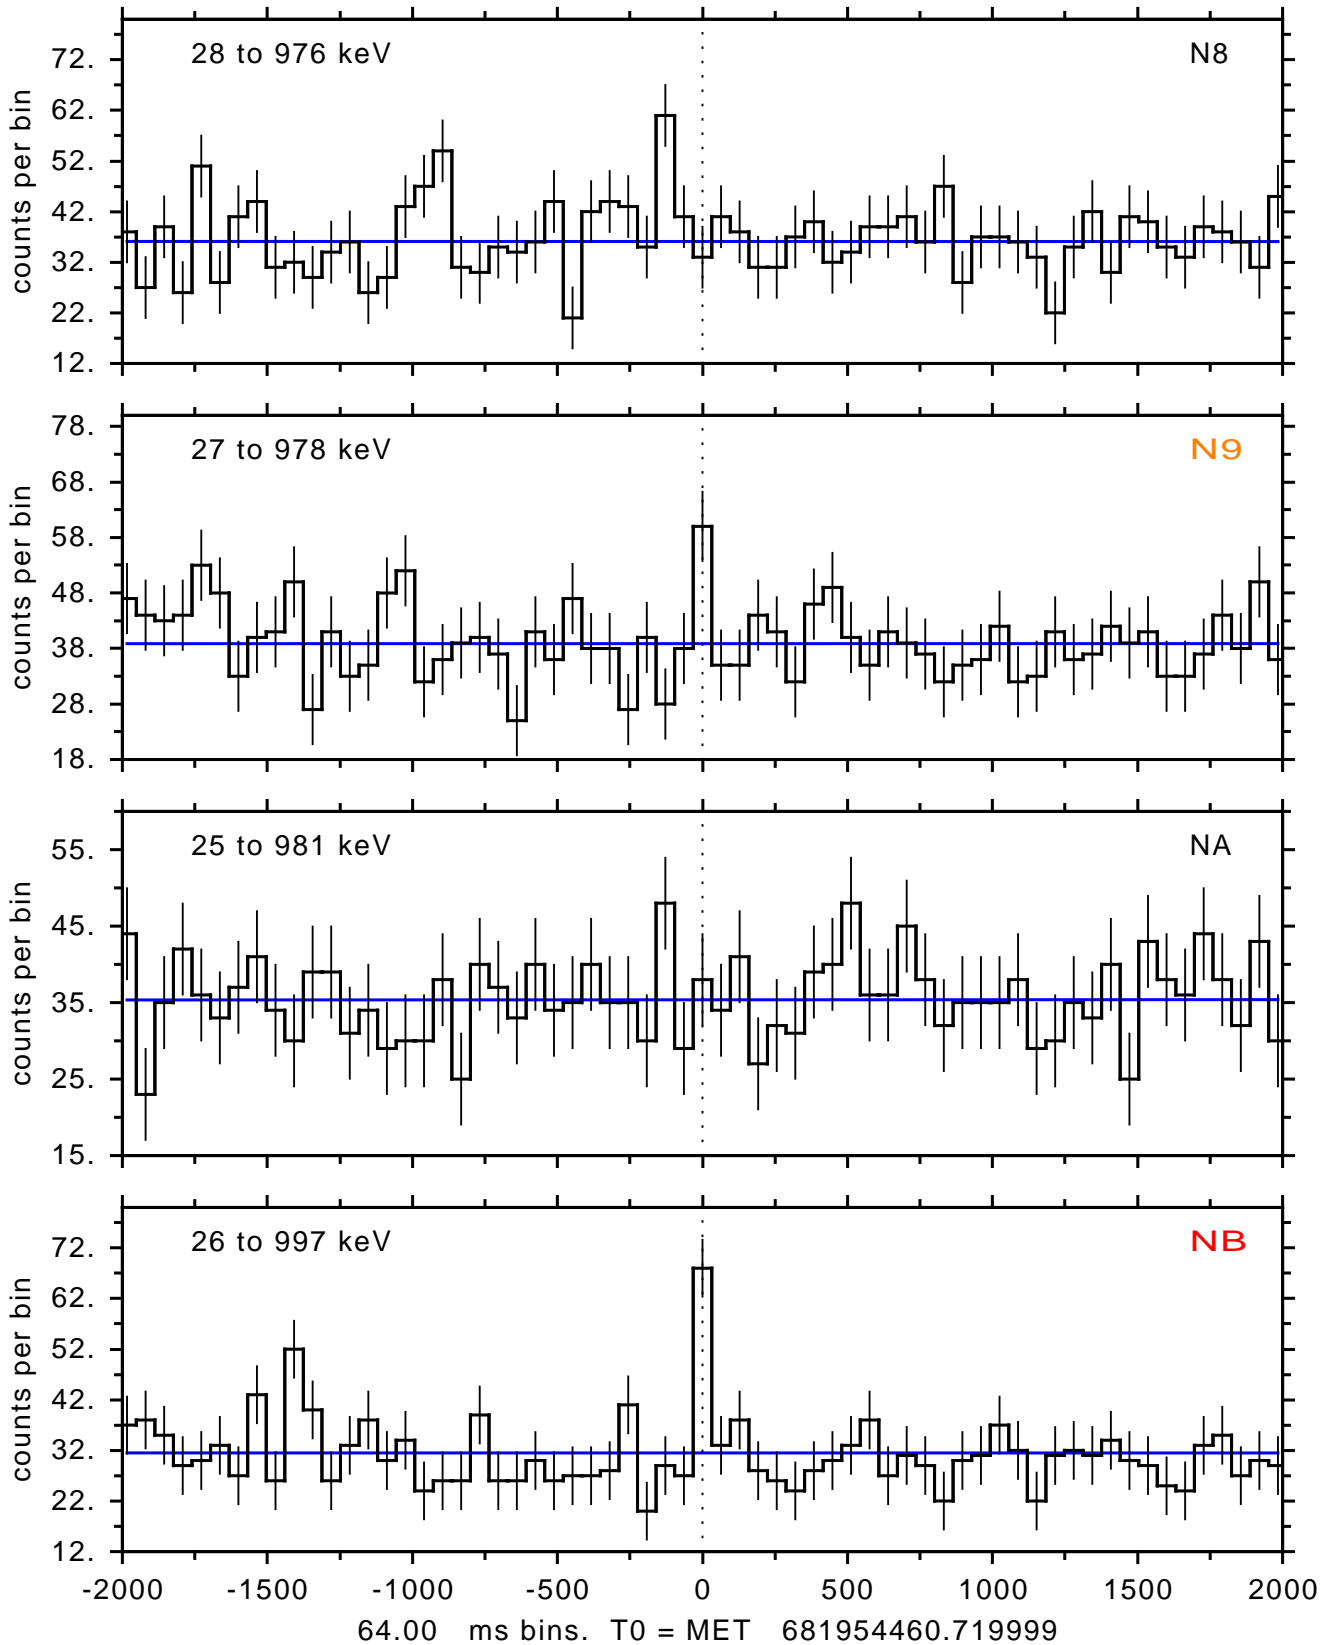 28 to 976 keV N8
counts per bin
72.
62.
52.
42.
32.
22.
12.
27 to 978 keV N9
counts per bin
78.
68.
58.
48.
38.
28.
18.
25 to 981 keV NA
counts per bin
55.
45.
35.
25.
15.
26 to 997 keV NB
counts per bin
72.
62.
52.
42.
32.
22.
12.
-2000 -1500 -1000 -500 0 500 1000 1500 2000
64.00 ms bins. T0 = MET 681954460.719999